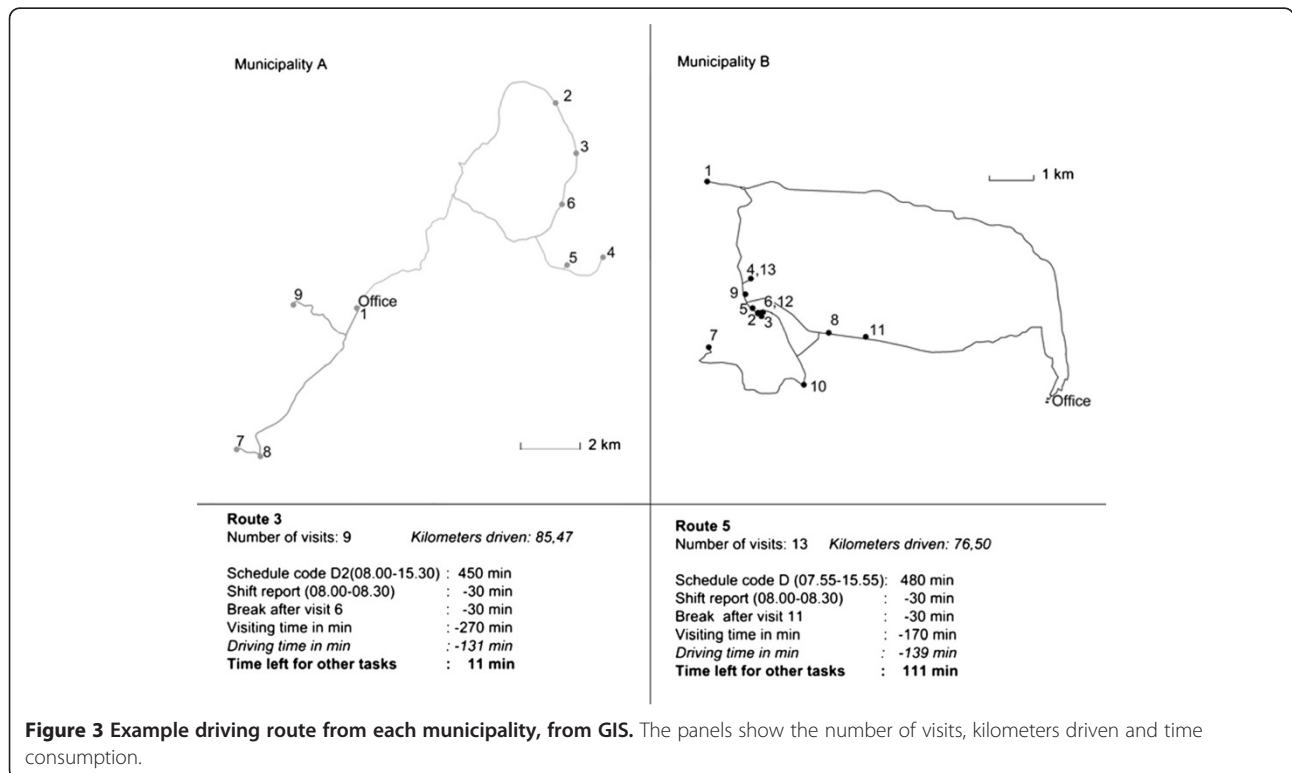 Municipality A
2
3
6
5
4
9
Office
1
7
8
2 km
Municipality B
1
1 km
4,13
9
6,12
5
2
3
8
11
7
10
Office
Route 3
Number of visits: 9 Kilometers driven: 85,47
Schedule code D2(08.00-15.30) : 450 min
Shift report (08.00-08.30) : -30 min
Break after visit 6 : -30 min
Visiting time in min : -270 min
Driving time in min : -131 min
Time left for other tasks : 11 min
Route 5
Number of visits: 13 Kilometers driven: 76,50
Schedule code D (07.55-15.55): 480 min
Shift report (08.00-08.30) : -30 min
Break after visit 11 : -30 min
Visiting time in min : -170 min
Driving time in min : -139 min
Time left for other tasks : 111 min
Figure 3 Example driving route from each municipality, from GIS. The panels show the number of visits, kilometers driven and time
consumption.